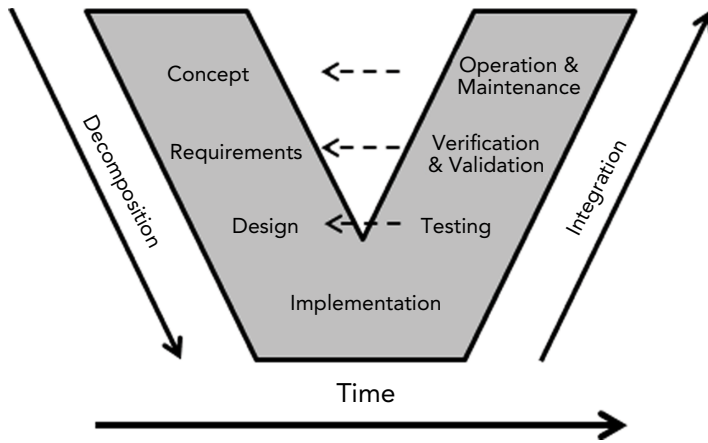 Concept
Operation &
Maintenance
Decomposition
Requirements
Verification
& Validation
Integration
Design
Testing
Implementation
Time